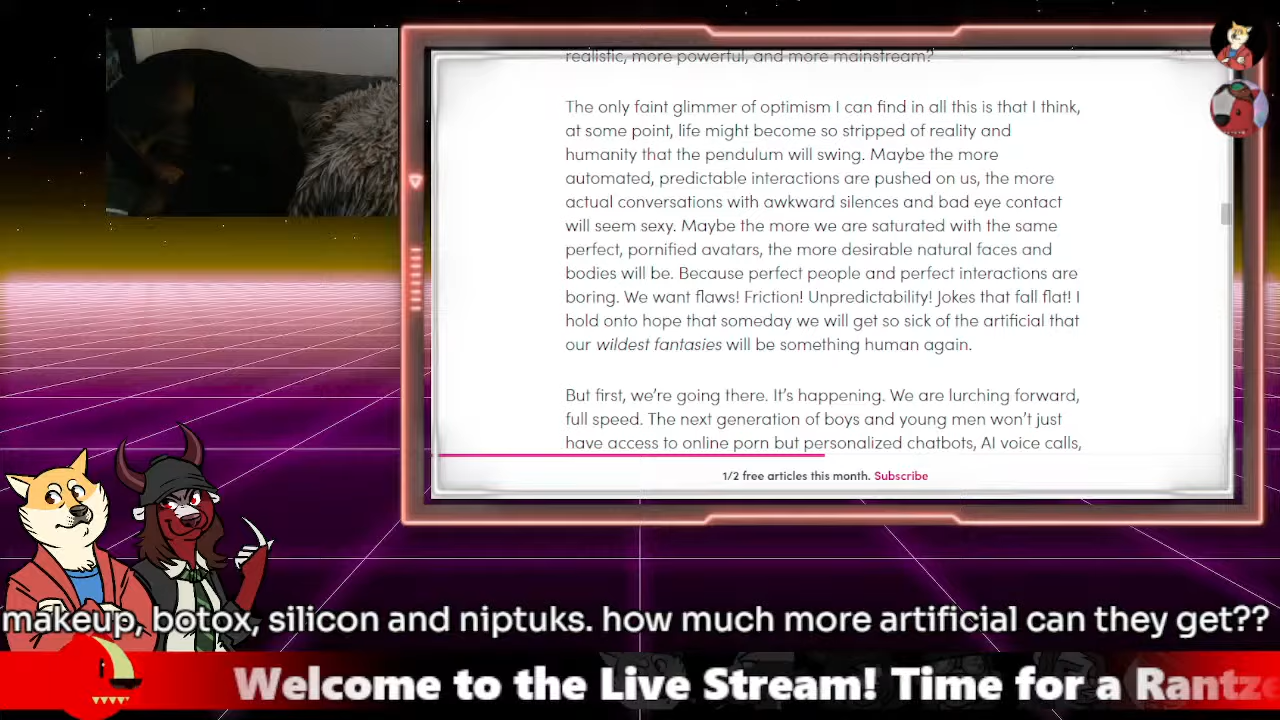 realistic, more powerful, and more mainstream?
The only faint glimmer of optimism I can find in all this is that I think,
at some point, life might become so stripped of reality and
humanity that the pendulum will swing. Maybe the more
automated, predictable interactions are pushed on us, the more
actual conversations with awkward silences and bad eye contact
will seem sexy. Maybe the more we are saturated with the same
perfect, pornified avatars, the more desirable natural faces and
bodies will be. Because perfect people and perfect interactions are
boring. We want flaws! Friction! Unpredictability! Jokes that fall flat! I
hold onto hope that someday we will get so sick of the artificial that
our wildest fantasies will be something human again.
But first, we're going there. It's happening. We are lurching forward,
full speed. The next generation of boys and young men won't just
have access to online porn but personalized chatbots, AI voice calls,
1/2 free articles this month. Subscribe
makeup, botox, silicon and niptuks. how much more artificial can they get??
Welcome to the Live Stream! Time for a Rantze